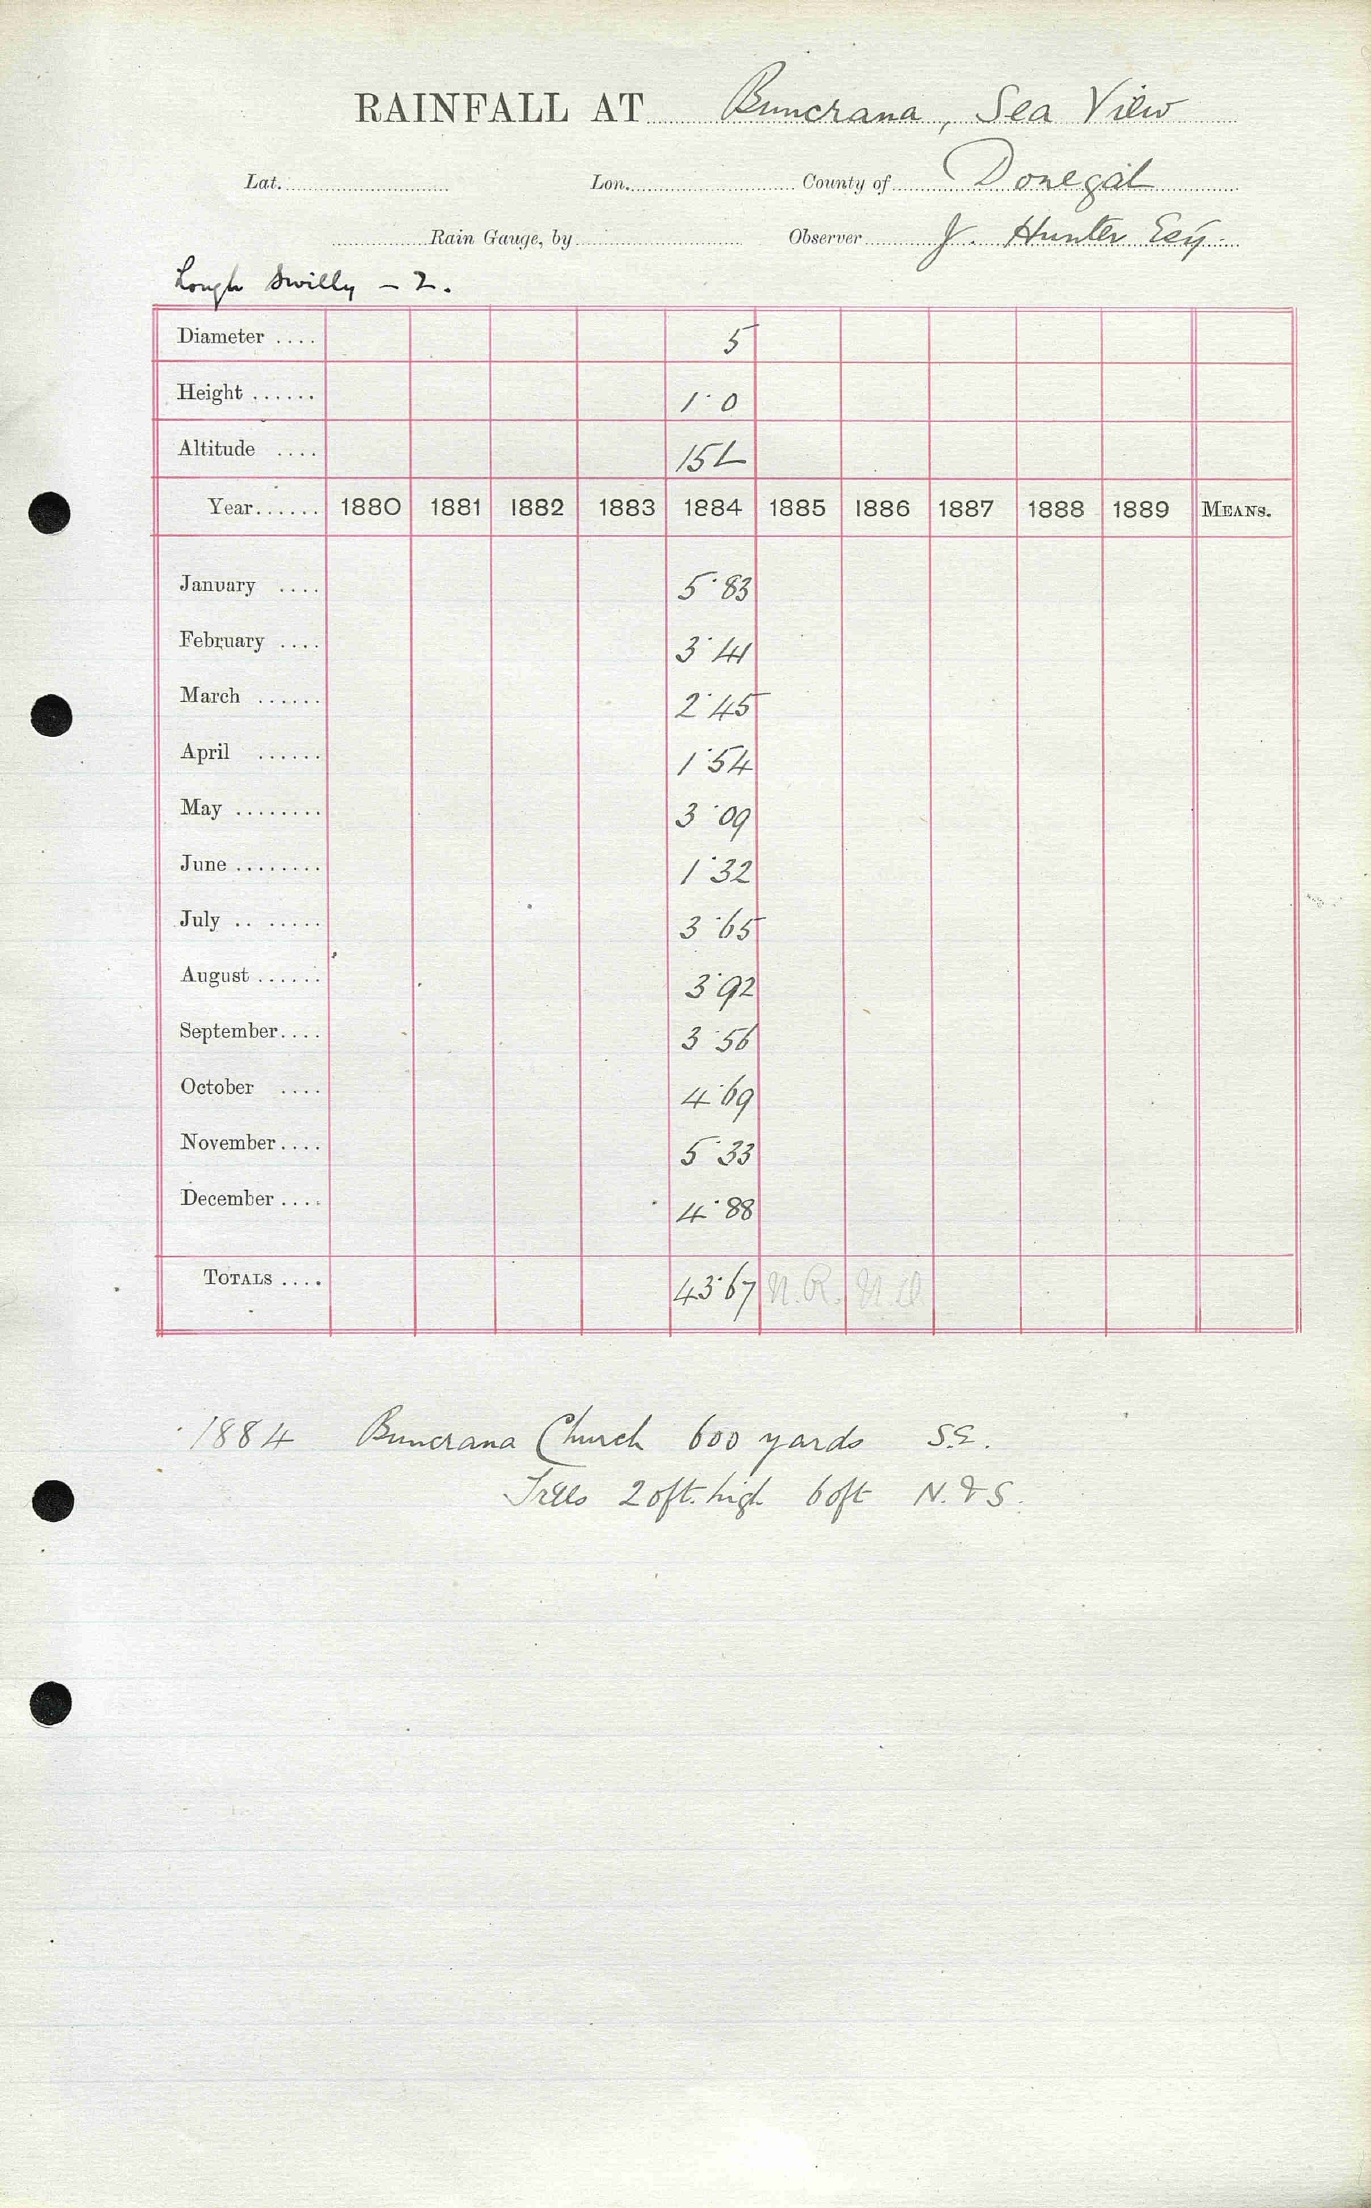 RAINFALL AT Buncrana, Sea View
Lat. Lon. County of Donegal
Rain Gauge, by Observer J. Hunter Esq.
Lough Swilly - 2.
Diameter .... 5
Height ...... 1·0
Altitude ....
Year...... 1880 1881 1882 1883 1884 1885 1886 1887 1888 1889 MEANS.
January .... 5·83
February .... 3·41
March ...... 2·45
April ...... 1·54
May ........ 3·09
June ........ 1·32
July .. ...... 3·65
August ...... 3·92
September.... 3·56
October .... 4·69
November.... 5·33
December .... 4·88
TOTALS .... 43·67 N.R.
1884 Buncrana Church 600 yards S.E.
Trees 20ft. high 60ft N. & S.